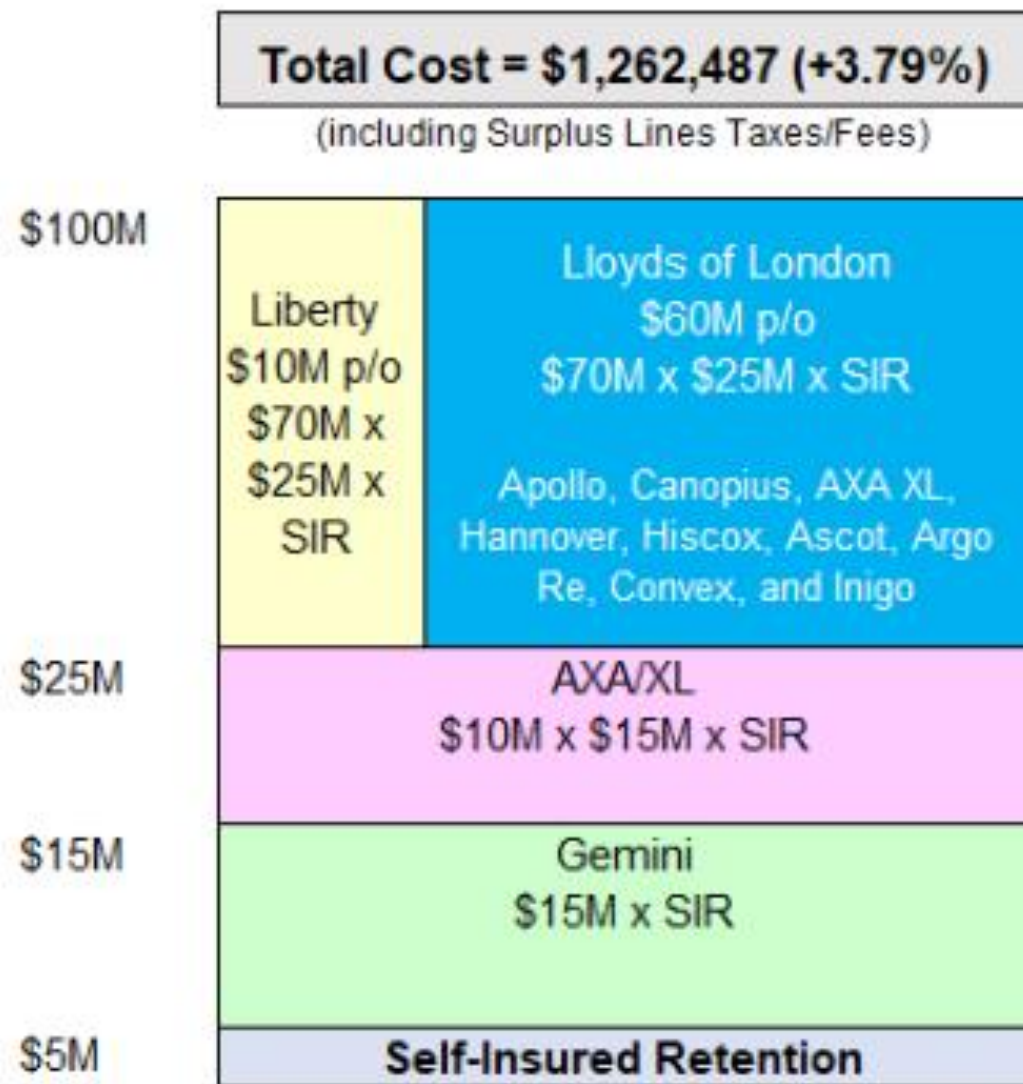 Total Cost = $1,262,487 (+3.79%)
(including Surplus Lines Taxes/Fees)
$100M
Liberty
$10M p/o
$70M x
$25M x
SIR
Lloyds of London
$60M p/o
$70M x $25M x SIR
Apollo, Canopius, AXA XL,
Hannover, Hiscox, Ascot, Argo
Re, Convex, and Inigo
$25M
AXA/XL
$10M x $15M x SIR
$15M
Gemini
$15M x SIR
$5M
Self-Insured Retention